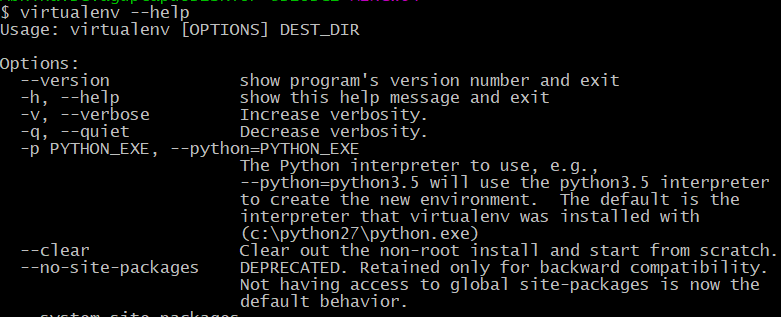 $ virtualenv --help
Usage: virtualenv [OPTIONS] DEST_DIR
Options:
--version show program's version number and exit
-h, --help show this help message and exit
-v, --verbose Increase verbosity.
-q, --quiet Decrease verbosity.
-p PYTHON_EXE, --python=PYTHON_EXE
The Python interpreter to use, e.g.,
--python=python3.5 will use the python3.5 interpreter
to create the new environment. The default is the
interpreter that virtualenv was installed with
(c:\python27\python.exe)
--clear Clear out the non-root install and start from scratch.
--no-site-packages DEPRECATED. Retained only for backward compatibility.
Not having access to global site-packages is now the
default behavior.